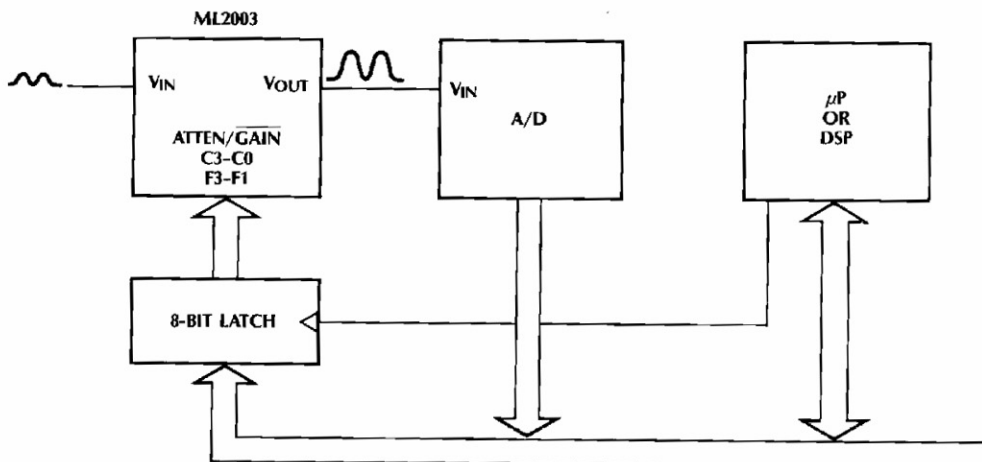 ML2003
VIN
VOUT
ATTEN/GAIN
C3-C0
F3-F1
VIN
A/D
μP
OR
DSP
8-BIT LATCH